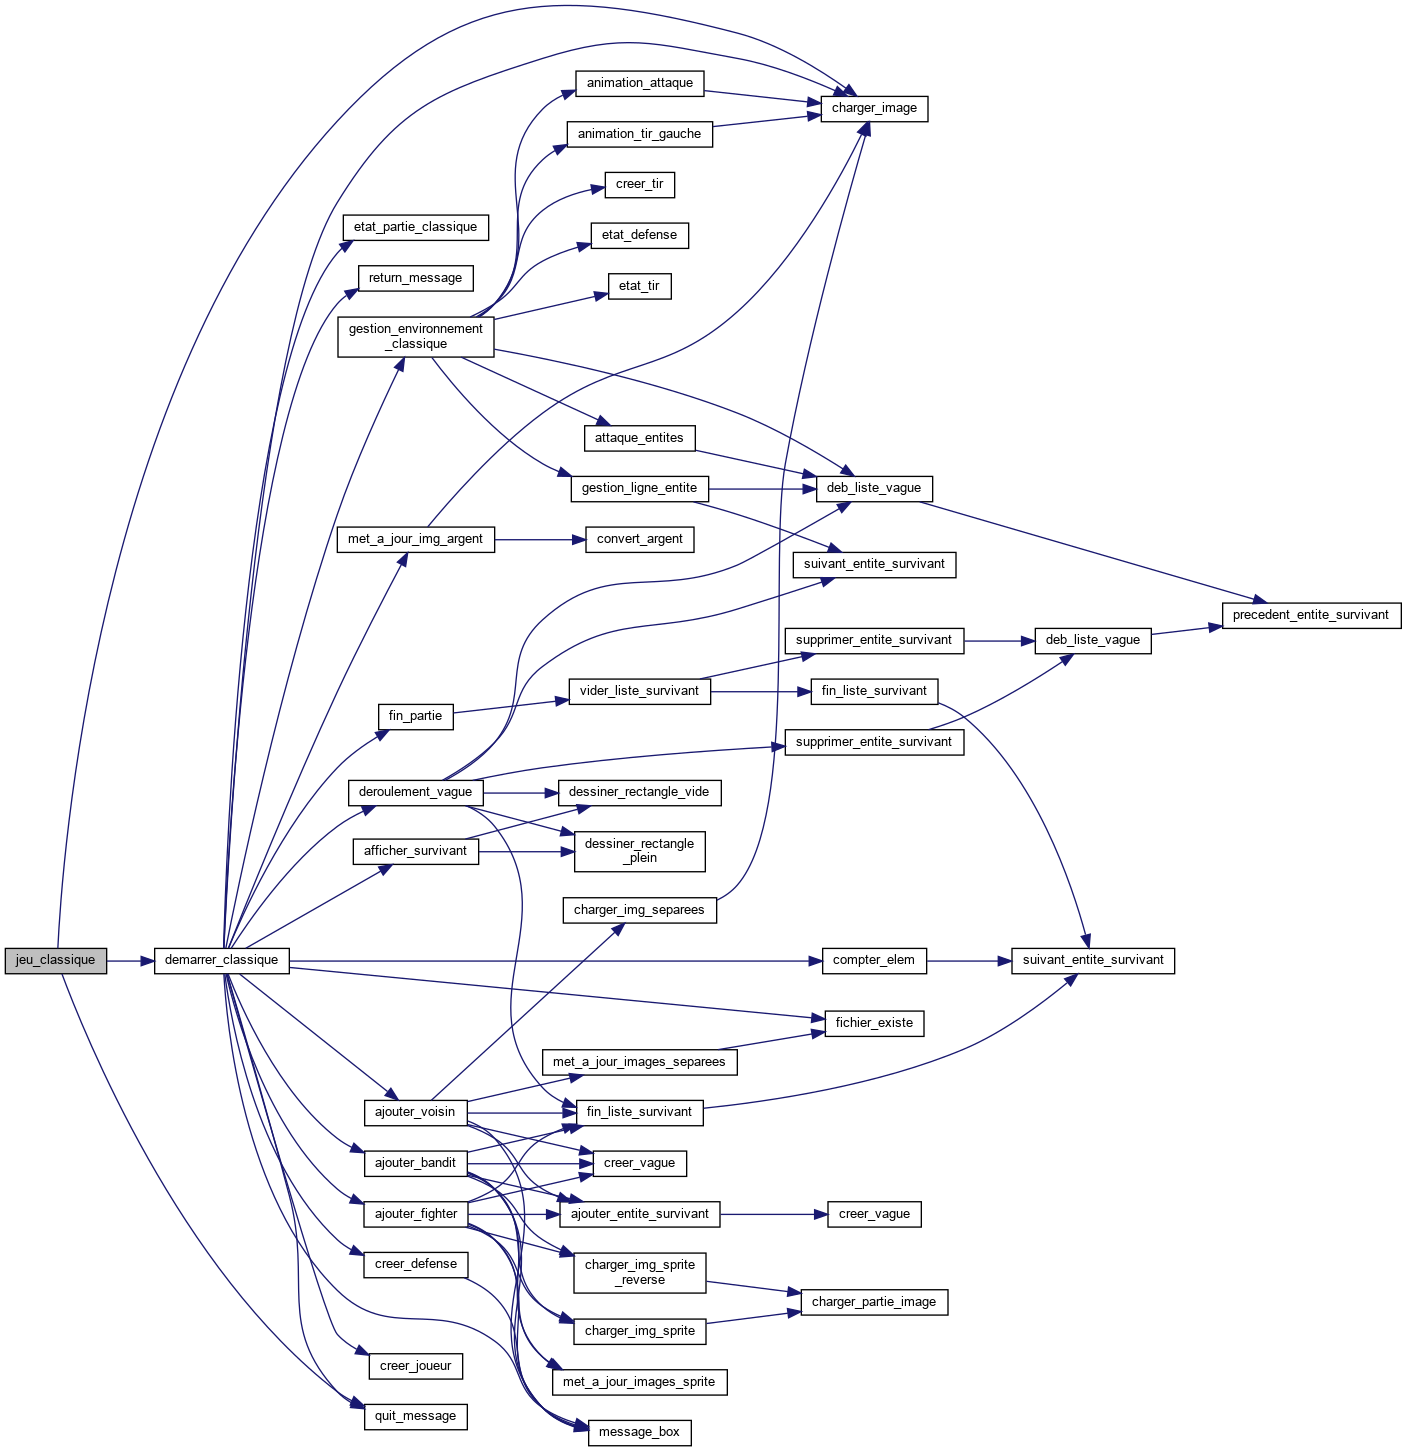 animation_attaque
charger_image
animation_tir_gauche
creer_tir
etat_partie_classique
etat_defense
return_message
etat_tir
gestion_environnement
_classique
attaque_entites
gestion_ligne_entite
deb_liste_vague
met_a_jour_img_argent
convert_argent
suivant_entite_survivant
precedent_entite_survivant
supprimer_entite_survivant
deb_liste_vague
vider_liste_survivant
fin_liste_survivant
fin_partie
supprimer_entite_survivant
deroulement_vague
dessiner_rectangle_vide
afficher_survivant
dessiner_rectangle
_plein
charger_img_separees
jeu_classique
demarrer_classique
compter_elem
suivant_entite_survivant
fichier_existe
met_a_jour_images_separees
ajouter_voisin
fin_liste_survivant
ajouter_bandit
creer_vague
ajouter_fighter
ajouter_entite_survivant
creer_vague
creer_defense
charger_img_sprite
_reverse
charger_partie_image
charger_img_sprite
creer_joueur
met_a_jour_images_sprite
quit_message
message_box